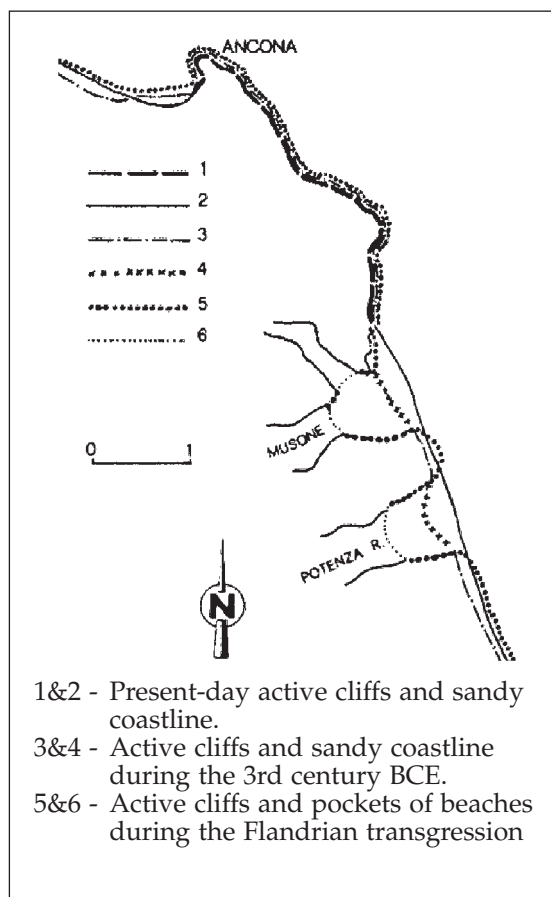 ANCONA
1
2
3
4
5
6
0 1
MUSONE
POTENZA R.
N
1&2 - Present-day active cliffs and sandy
coastline.
3&4 - Active cliffs and sandy coastline
during the 3rd century BCE.
5&6 - Active cliffs and pockets of beaches
during the Flandrian transgression